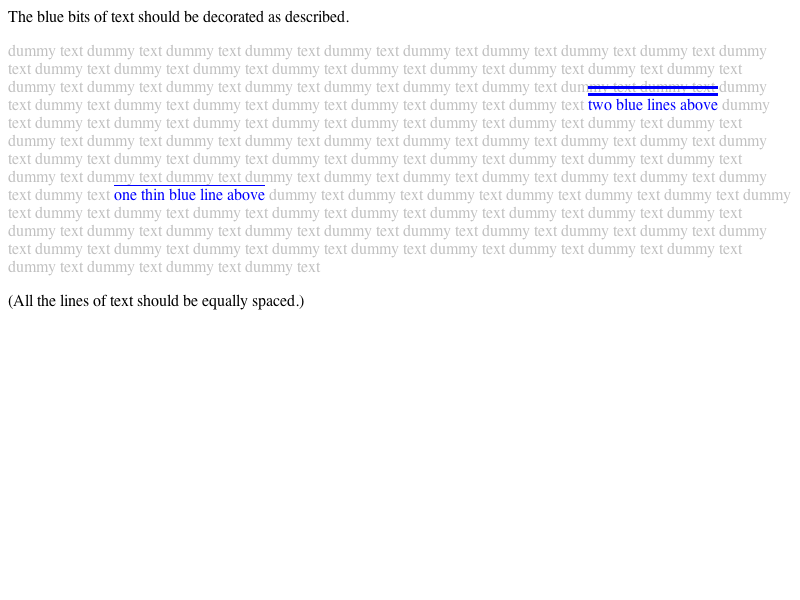 The blue bits of text should be decorated as described.
dummy text dummy text dummy text dummy text dummy text dummy text dummy text dummy text dummy text dummy
text dummy text dummy text dummy text dummy text dummy text dummy text dummy text dummy text dummy text
dummy text dummy text dummy text dummy text dummy text dummy text dummy text dummy text dummy text dummy
text dummy text dummy text dummy text dummy text dummy text dummy text dummy text two blue lines above dummy
text dummy text dummy text dummy text dummy text dummy text dummy text dummy text dummy text dummy text
dummy text dummy text dummy text dummy text dummy text dummy text dummy text dummy text dummy text dummy
text dummy text dummy text dummy text dummy text dummy text dummy text dummy text dummy text dummy text
dummy text dummy text dummy text dummy text dummy text dummy text dummy text dummy text dummy text dummy
text dummy text one thin blue line above dummy text dummy text dummy text dummy text dummy text dummy text dummy
text dummy text dummy text dummy text dummy text dummy text dummy text dummy text dummy text dummy text
dummy text dummy text dummy text dummy text dummy text dummy text dummy text dummy text dummy text dummy
text dummy text dummy text dummy text dummy text dummy text dummy text dummy text dummy text dummy text
dummy text dummy text dummy text dummy text
(All the lines of text should be equally spaced.)